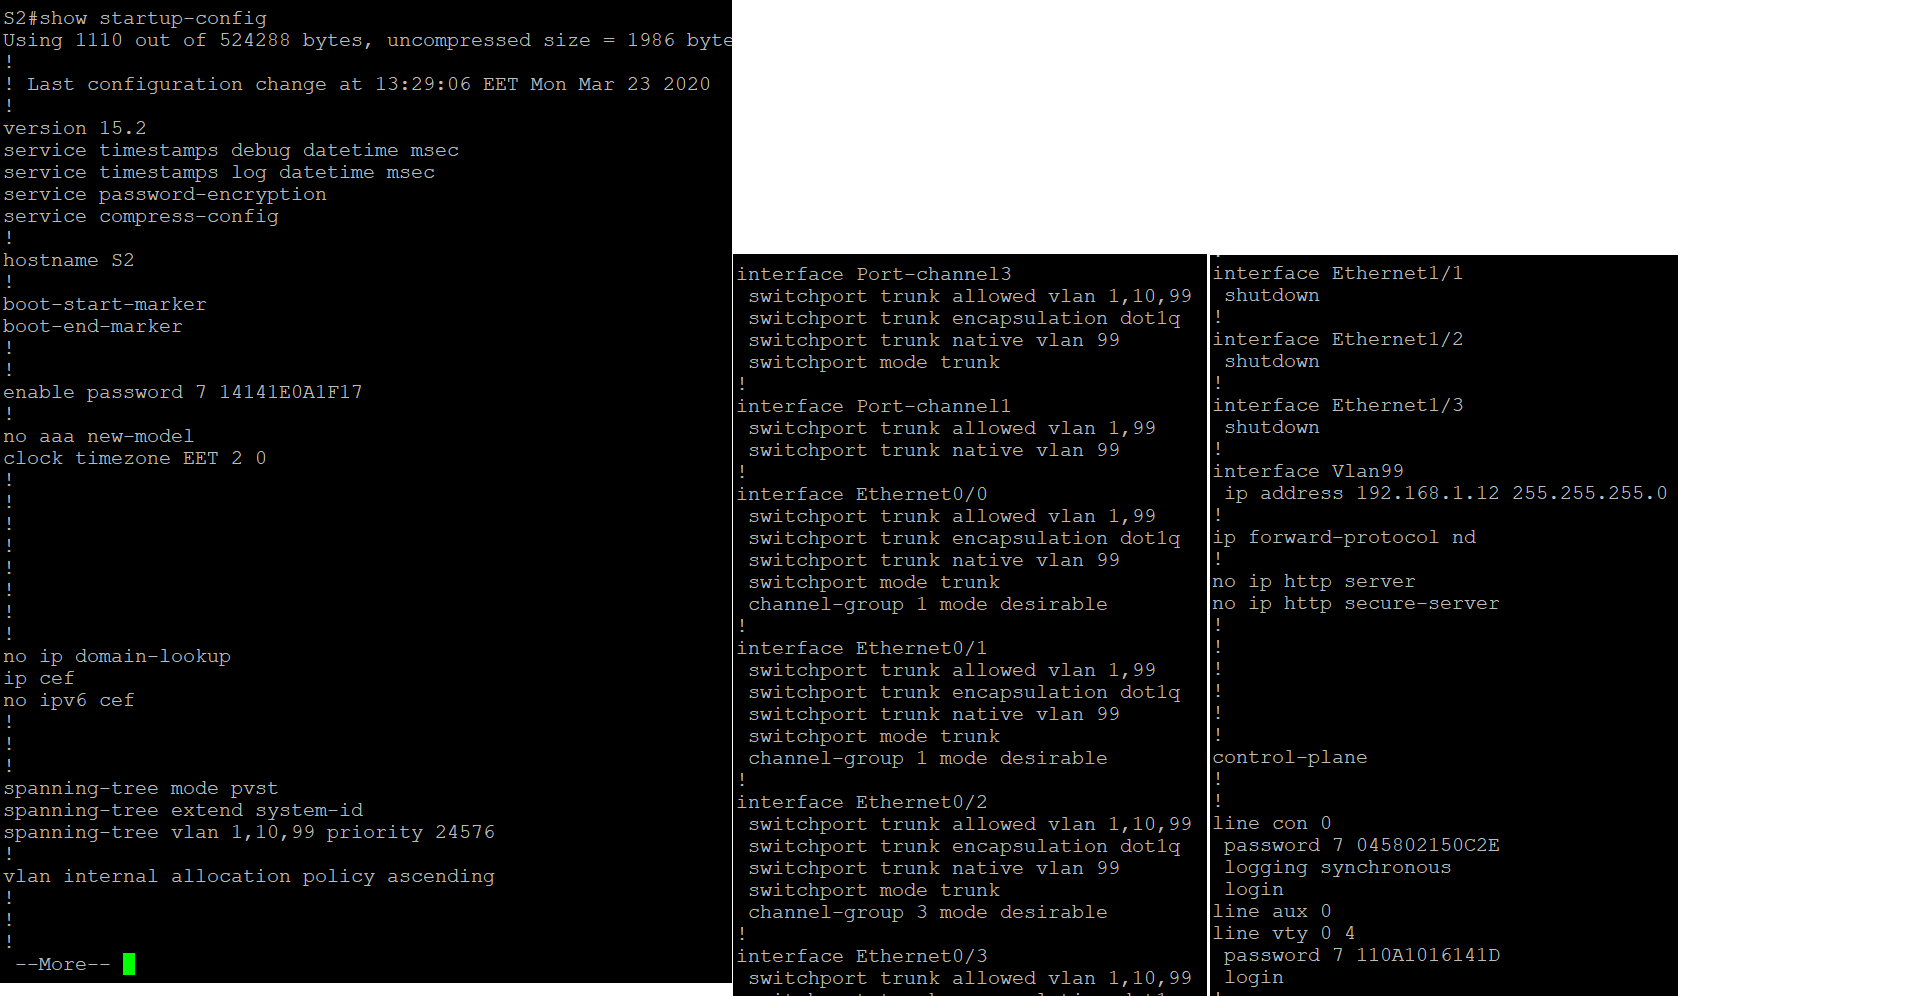 S2#show startup-config
Using 1110 out of 524288 bytes, uncompressed size = 1986 byte
!
! Last configuration change at 13:29:06 EET Mon Mar 23 2020
!
version 15.2
service timestamps debug datetime msec
service timestamps log datetime msec
service password-encryption
service compress-config
!
hostname S2
!
boot-start-marker
boot-end-marker
!
!
enable password 7 14141E0A1F17
!
no aaa new-model
clock timezone EET 2 0
!
!
!
!
!
!
!
!
no ip domain-lookup
ip cef
no ipv6 cef
!
!
!
spanning-tree mode pvst
spanning-tree extend system-id
spanning-tree vlan 1,10,99 priority 24576
!
vlan internal allocation policy ascending
!
!
!
--More--
interface Port-channel3
switchport trunk allowed vlan 1,10,99
switchport trunk encapsulation dot1q
switchport trunk native vlan 99
switchport mode trunk
!
interface Port-channel1
switchport trunk allowed vlan 1,99
switchport trunk native vlan 99
!
interface Ethernet0/0
switchport trunk allowed vlan 1,99
switchport trunk encapsulation dot1q
switchport trunk native vlan 99
switchport mode trunk
channel-group 1 mode desirable
!
interface Ethernet0/1
switchport trunk allowed vlan 1,99
switchport trunk encapsulation dot1q
switchport trunk native vlan 99
switchport mode trunk
channel-group 1 mode desirable
!
interface Ethernet0/2
switchport trunk allowed vlan 1,10,99
switchport trunk encapsulation dot1q
switchport trunk native vlan 99
switchport mode trunk
channel-group 3 mode desirable
!
interface Ethernet0/3
switchport trunk allowed vlan 1,10,99
interface Ethernet1/1
shutdown
!
interface Ethernet1/2
shutdown
!
interface Ethernet1/3
shutdown
!
interface Vlan99
ip address 192.168.1.12 255.255.255.0
!
ip forward-protocol nd
!
no ip http server
no ip http secure-server
!
!
!
!
!
!
control-plane
!
!
line con 0
password 7 045802150C2E
logging synchronous
login
line aux 0
line vty 0 4
password 7 110A1016141D
login